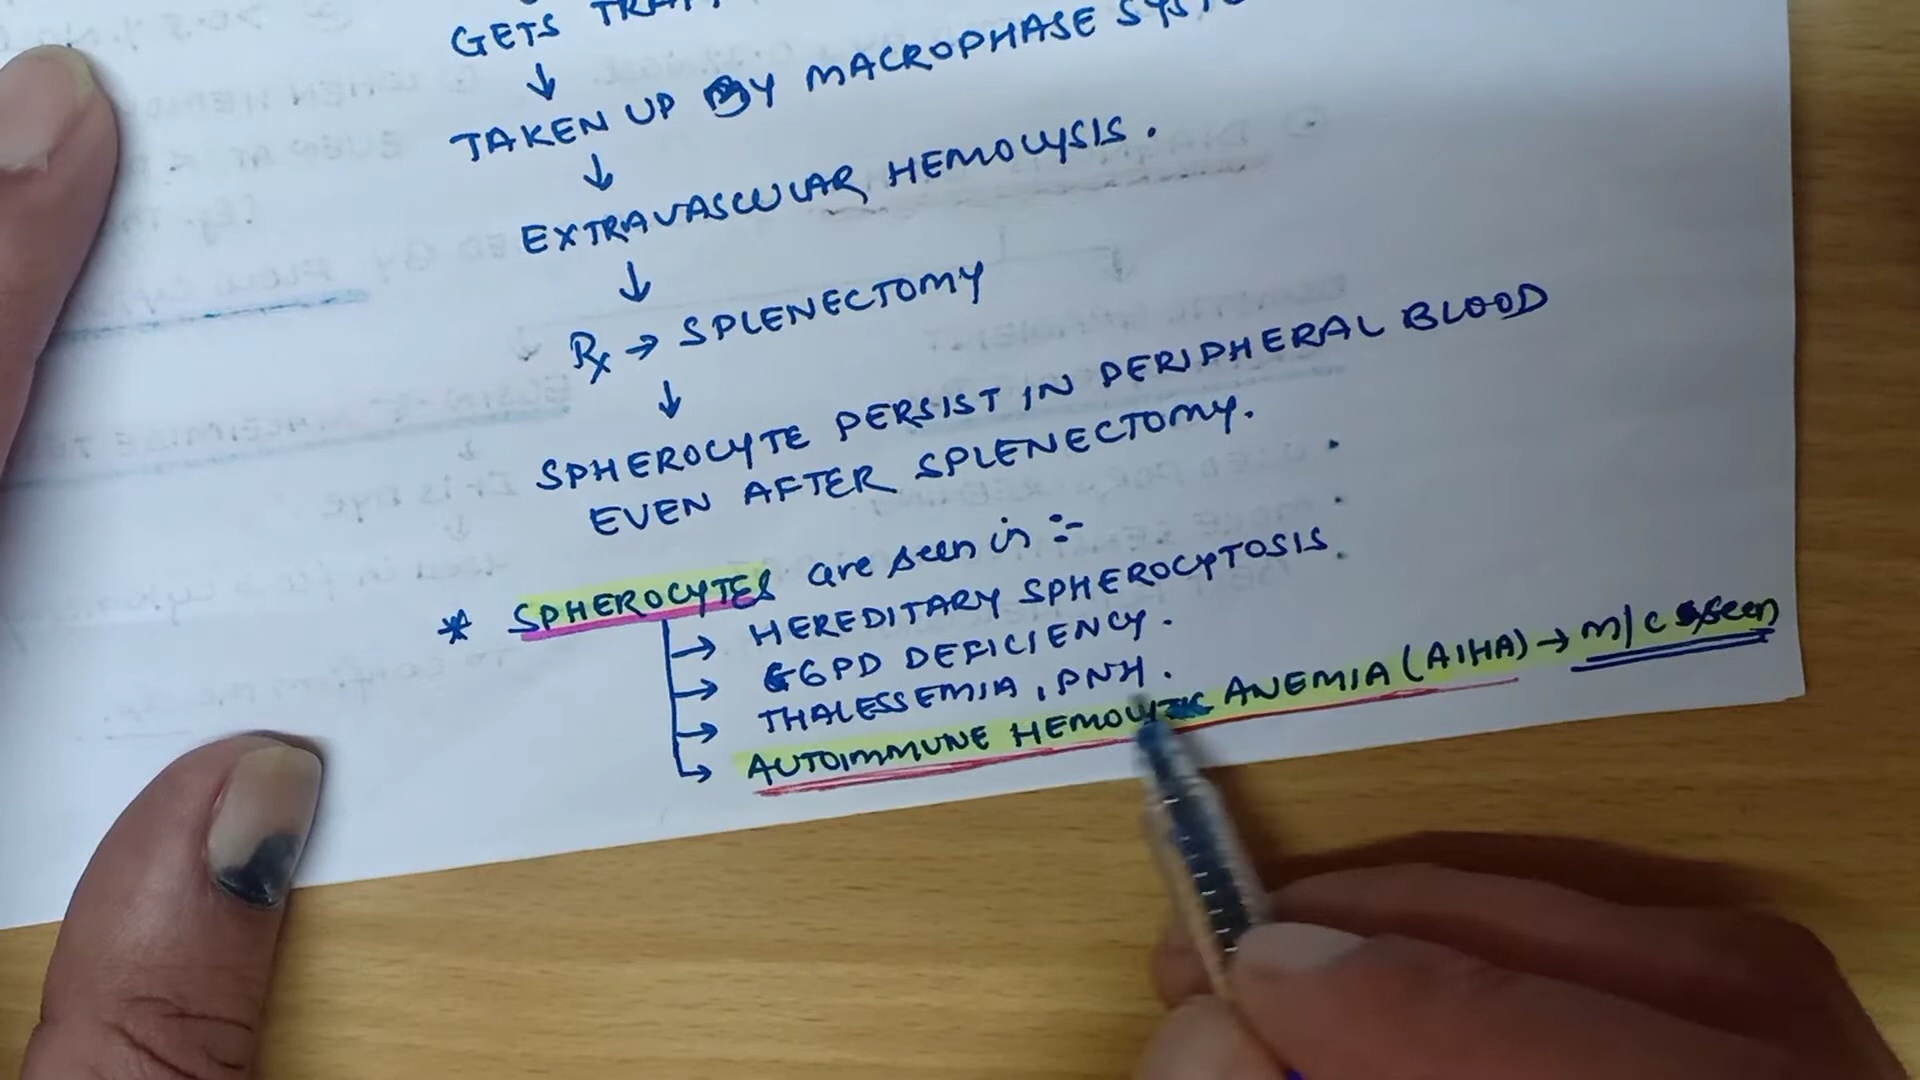 GETS
↓
TAKEN UP BY MACROPHASE
↓
EXTRAVASCULAR HEMOLYSIS.
↓
Rx → SPLENECTOMY
↓
SPHEROCYTE PERSIST IN PERIPHERAL BLOOD
EVEN AFTER SPLENECTOMY.
* SPHEROCYTES are seen in :-
→ HEREDITARY SPHEROCYTOSIS
→ G6PD DEFICIENCY.
→ THALESSEMIA, PNH.
→ AUTOIMMUNE HEMOLYTIC ANEMIA (AIHA) → m/c seen